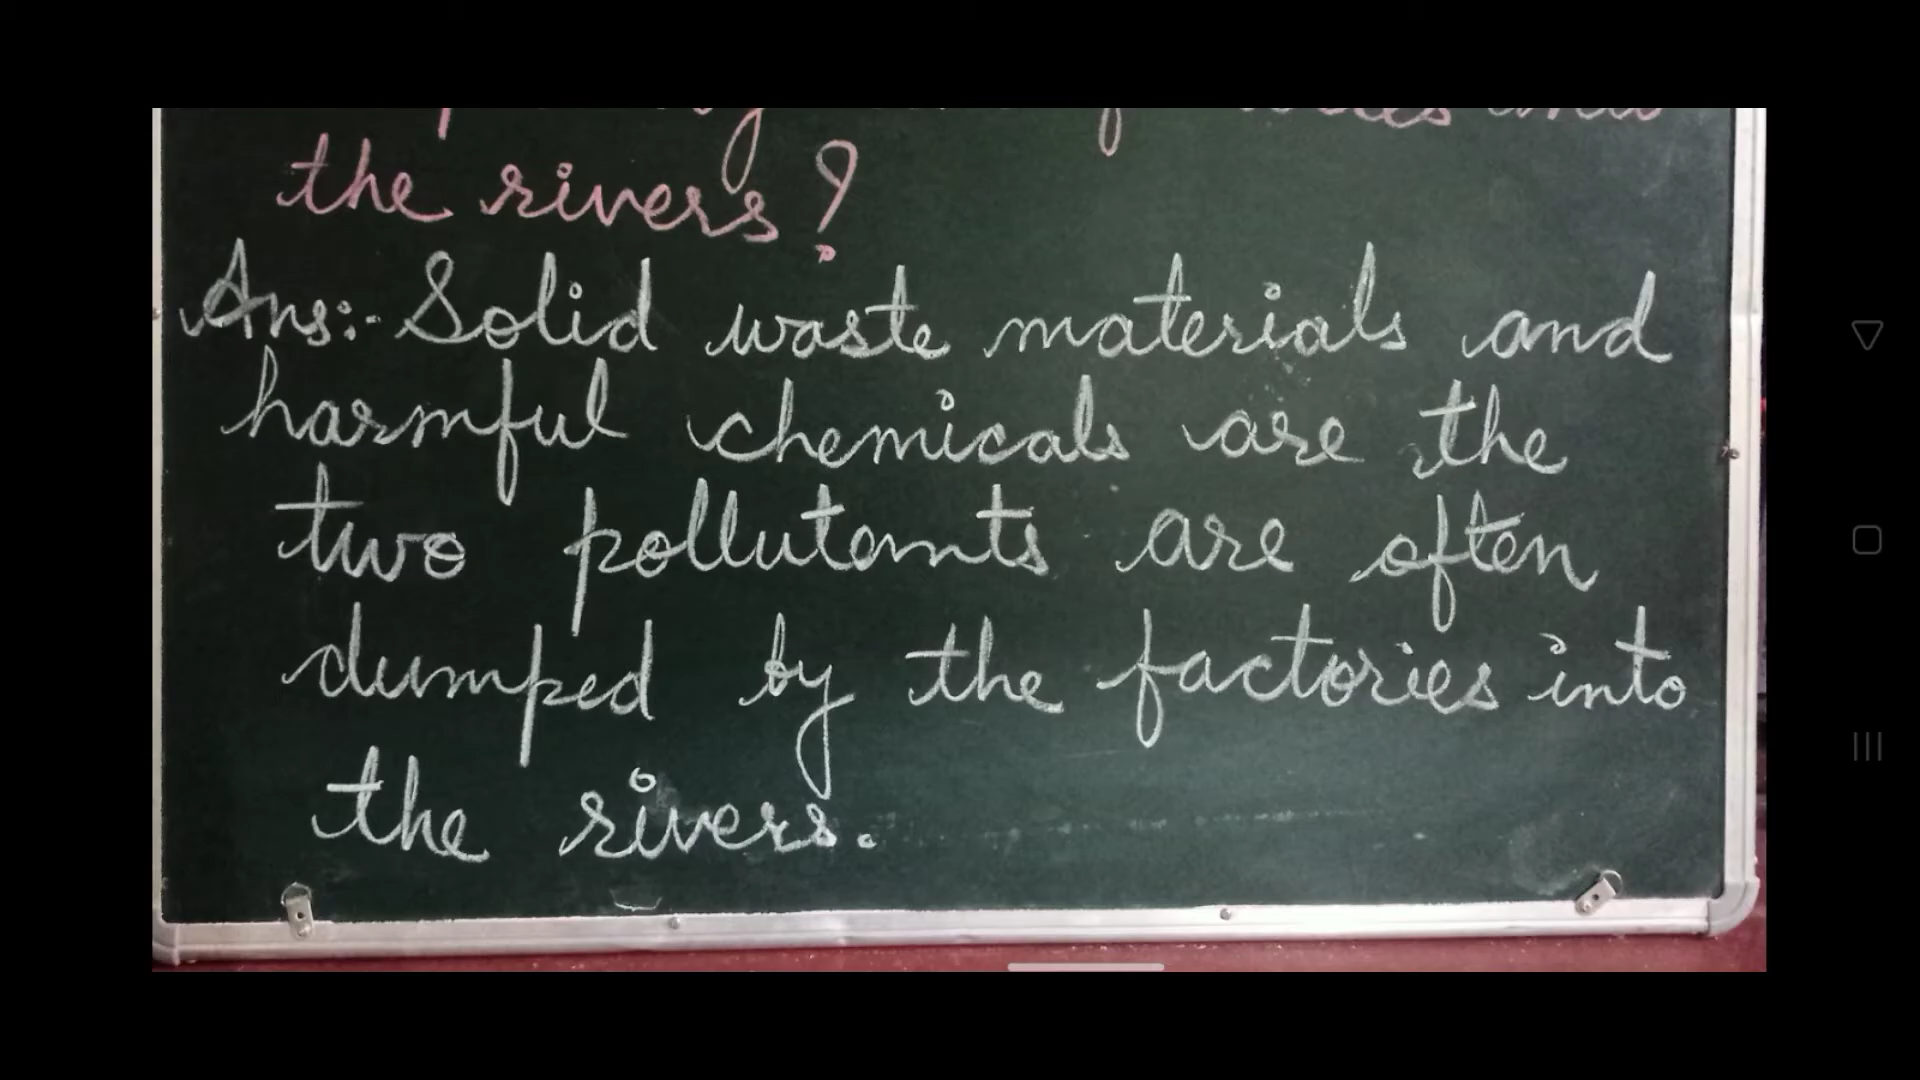 the rivers?
Ans:- Solid waste materials and
harmful chemicals are the
two pollutants are often
dumped by the factories into
the rivers.